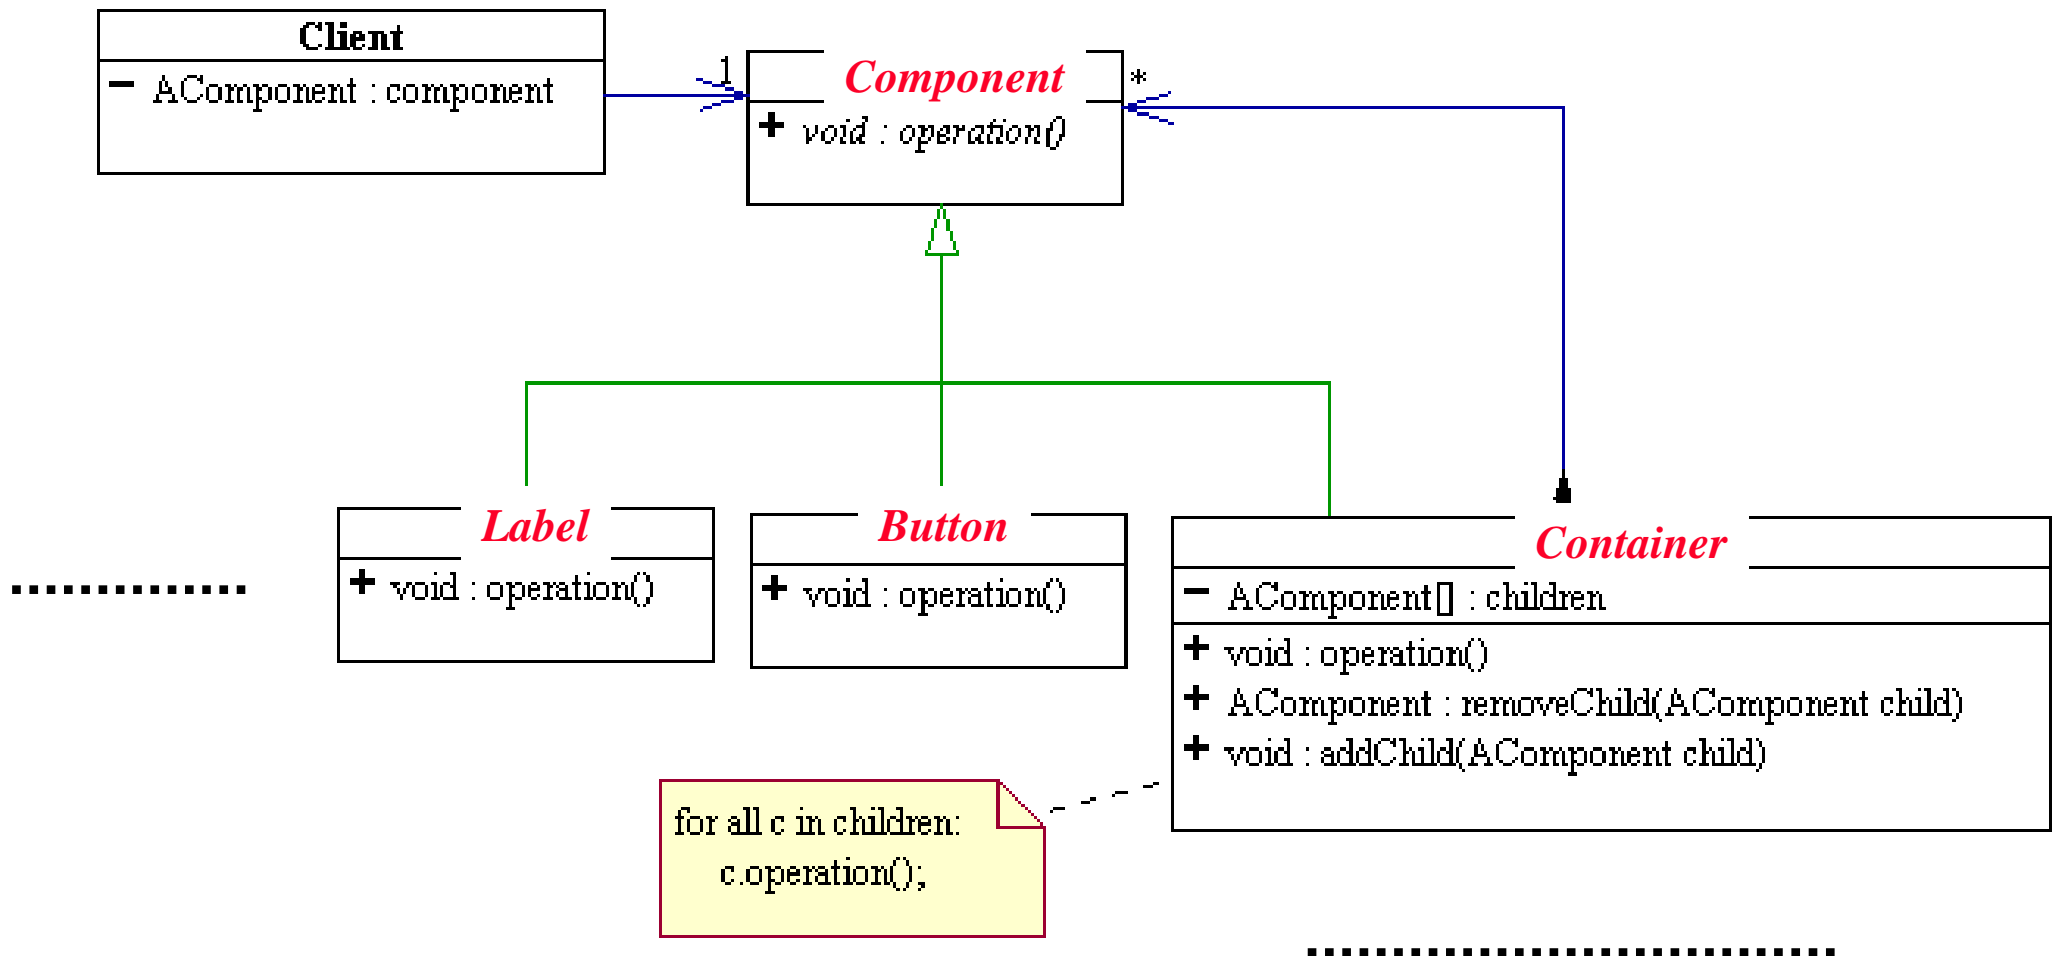 Client
− AComponent : component
1
Component
*
+ void : operation()
Label
+ void : operation()
Button
+ void : operation()
Container
− AComponent[] : children
+ void : operation()
+ AComponent : removeChild(AComponent child)
+ void : addChild(AComponent child)
for all c in children:
c.operation();